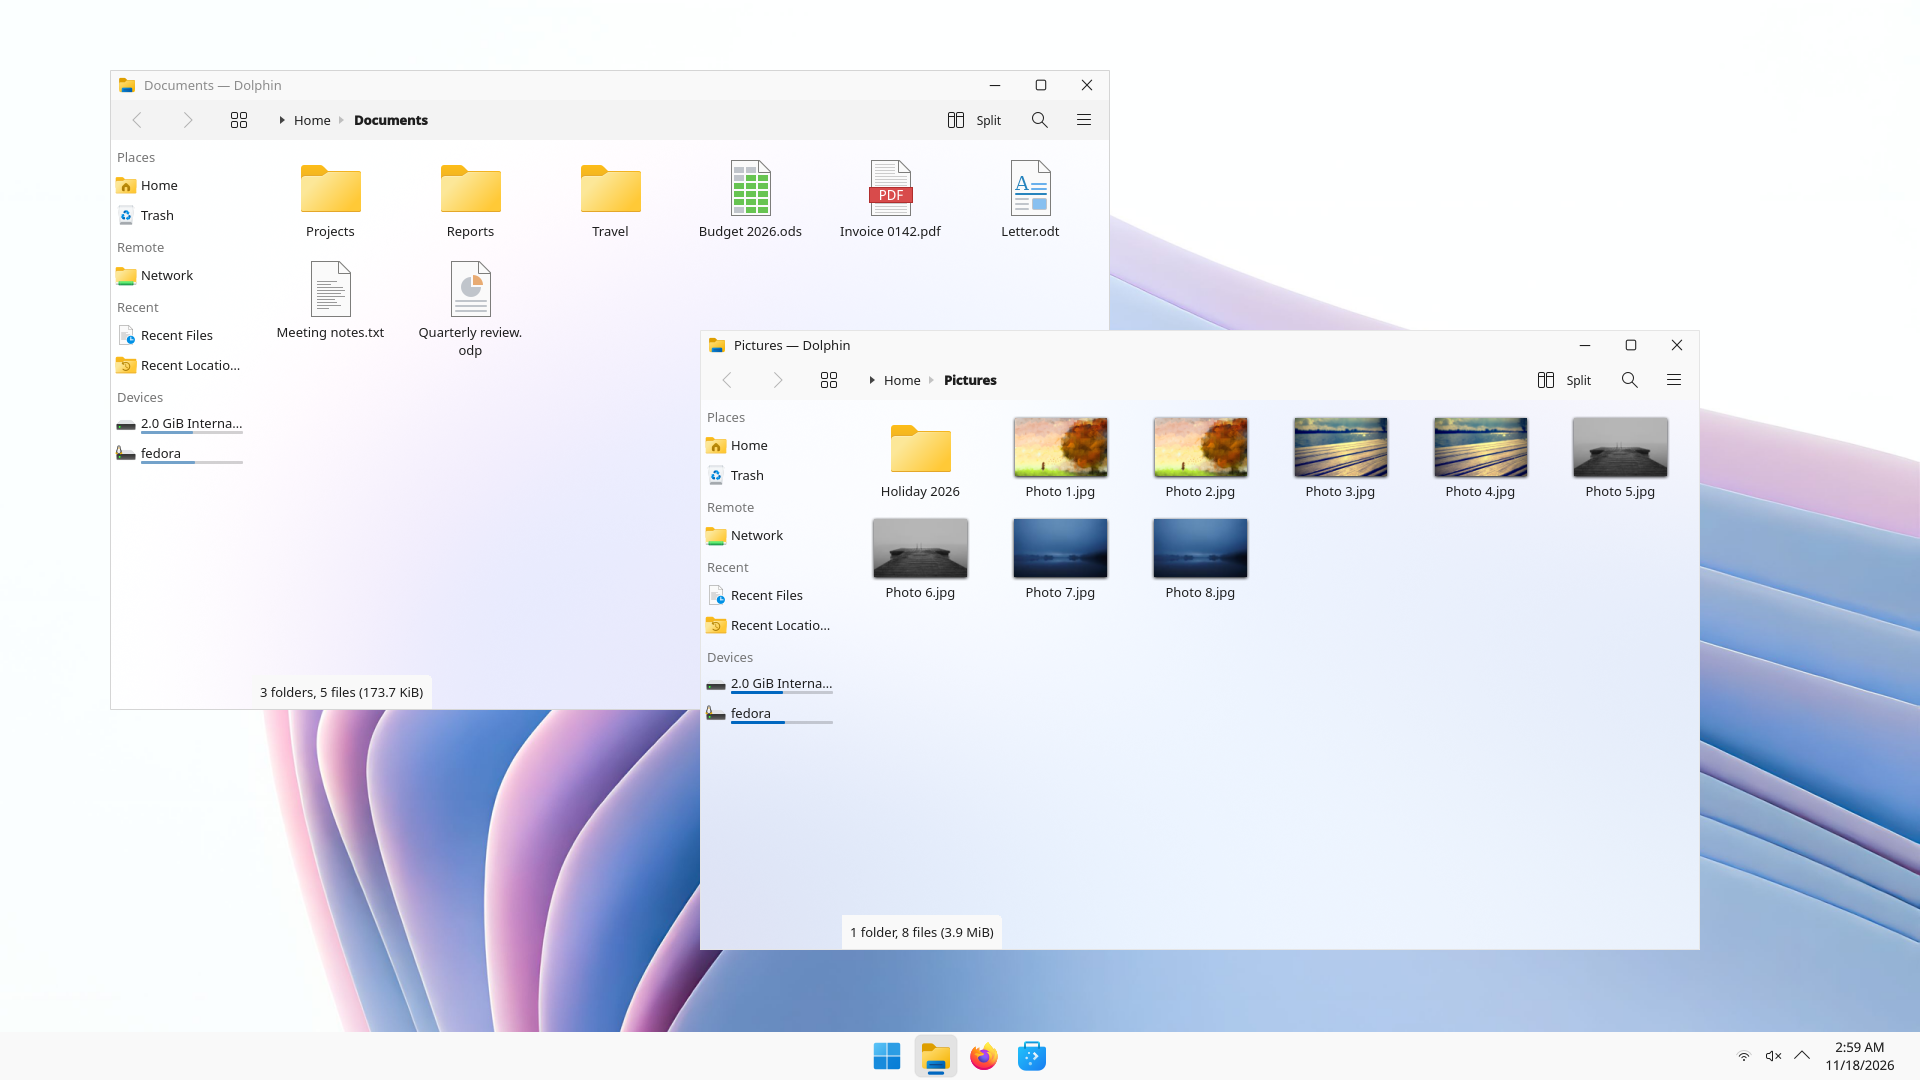 Documents — Dolphin
Home
Documents
Split
Places
Home
Trash
Remote
Network
Recent
Recent Files
Recent Locatio...
Devices
2.0 GiB Interna...
fedora
Projects
Reports
Travel
Budget 2026.ods
PDF
Invoice 0142.pdf
A
Letter.odt
Meeting notes.txt
Quarterly review.
odp
3 folders, 5 files (173.7 KiB)
Pictures — Dolphin
Home
Pictures
Split
Places
Home
Trash
Remote
Network
Recent
Recent Files
Recent Locatio...
Devices
2.0 GiB Interna...
fedora
Holiday 2026
Photo 1.jpg
Photo 2.jpg
Photo 3.jpg
Photo 4.jpg
Photo 5.jpg
Photo 6.jpg
Photo 7.jpg
Photo 8.jpg
1 folder, 8 files (3.9 MiB)
2:59 AM
11/18/2026